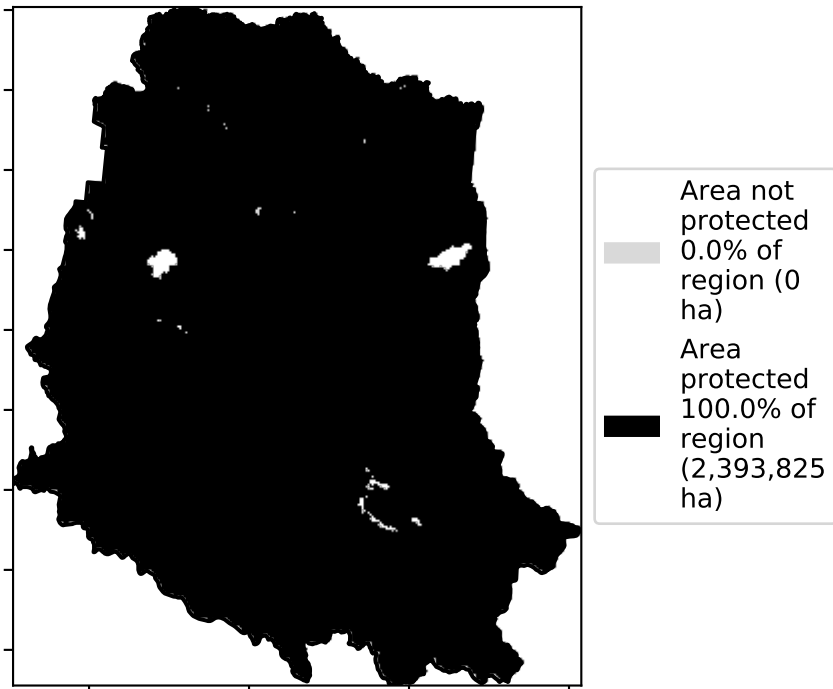 Area not
protected
0.0% of
region (0
ha)
Area
protected
100.0% of
region
(2,393,825
ha)